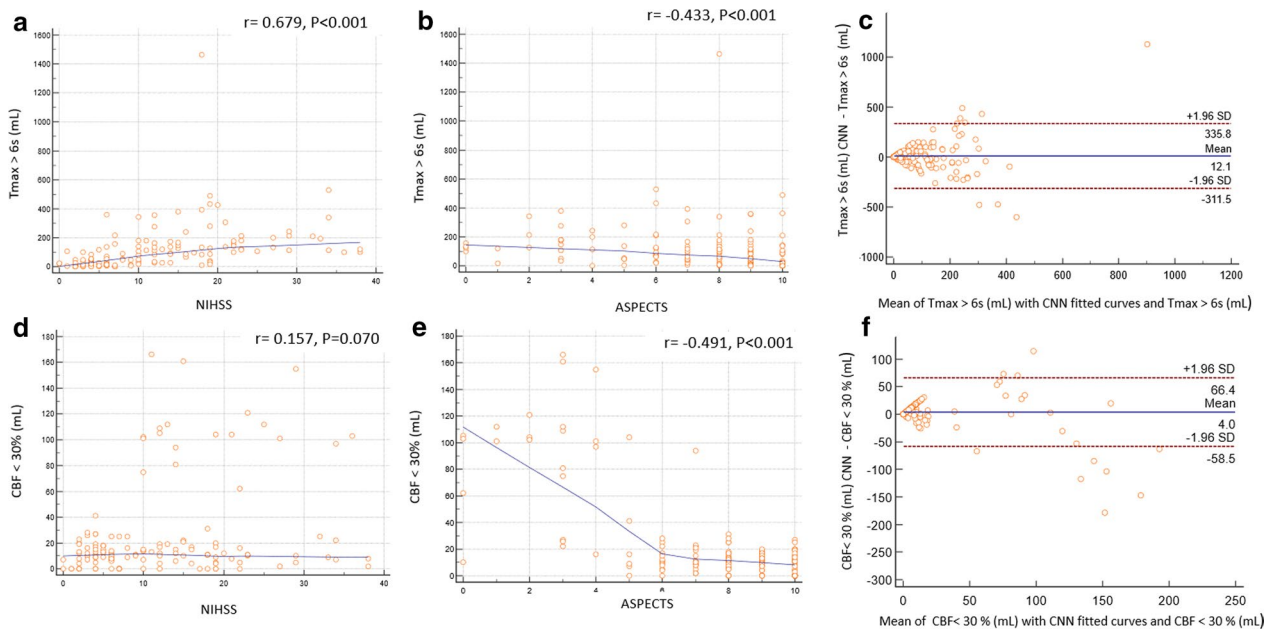 a
r= 0.679, P<0.001
1600
1400
1200
1000
800
600
400
200
0
0 10 20 30 40
Tmax > 6s (mL)
NIHSS
b
r= -0.433, P<0.001
1600
1400
1200
1000
800
600
400
200
0
0 2 4 6 8 10
Tmax > 6s (mL)
ASPECTS
c
1000
500
0
-500
-1000
0 200 400 600 800 1000 1200
Tmax > 6s (mL) CNN - Tmax > 6s (mL)
+1.96 SD
335.8
Mean
12.1
-1.96 SD
-311.5
Mean of Tmax > 6s (mL) with CNN fitted curves and Tmax > 6s (mL)
d
r= 0.157, P=0.070
180
160
140
120
100
80
60
40
20
0
0 10 20 30 40
CBF < 30% (mL)
NIHSS
e
r= -0.491, P<0.001
180
160
140
120
100
80
60
40
20
0
0 2 4 6 8 10
CBF < 30% (mL)
ASPECTS
f
100
50
0
-50
-100
-150
-200
-250
-300
0 50 100 150 200 250
CBF< 30 % (mL) CNN - CBF < 30 % (mL)
+1.96 SD
66.4
Mean
4.0
-1.96 SD
-58.5
Mean of CBF< 30 % (mL) with CNN fitted curves and CBF < 30 % (mL)